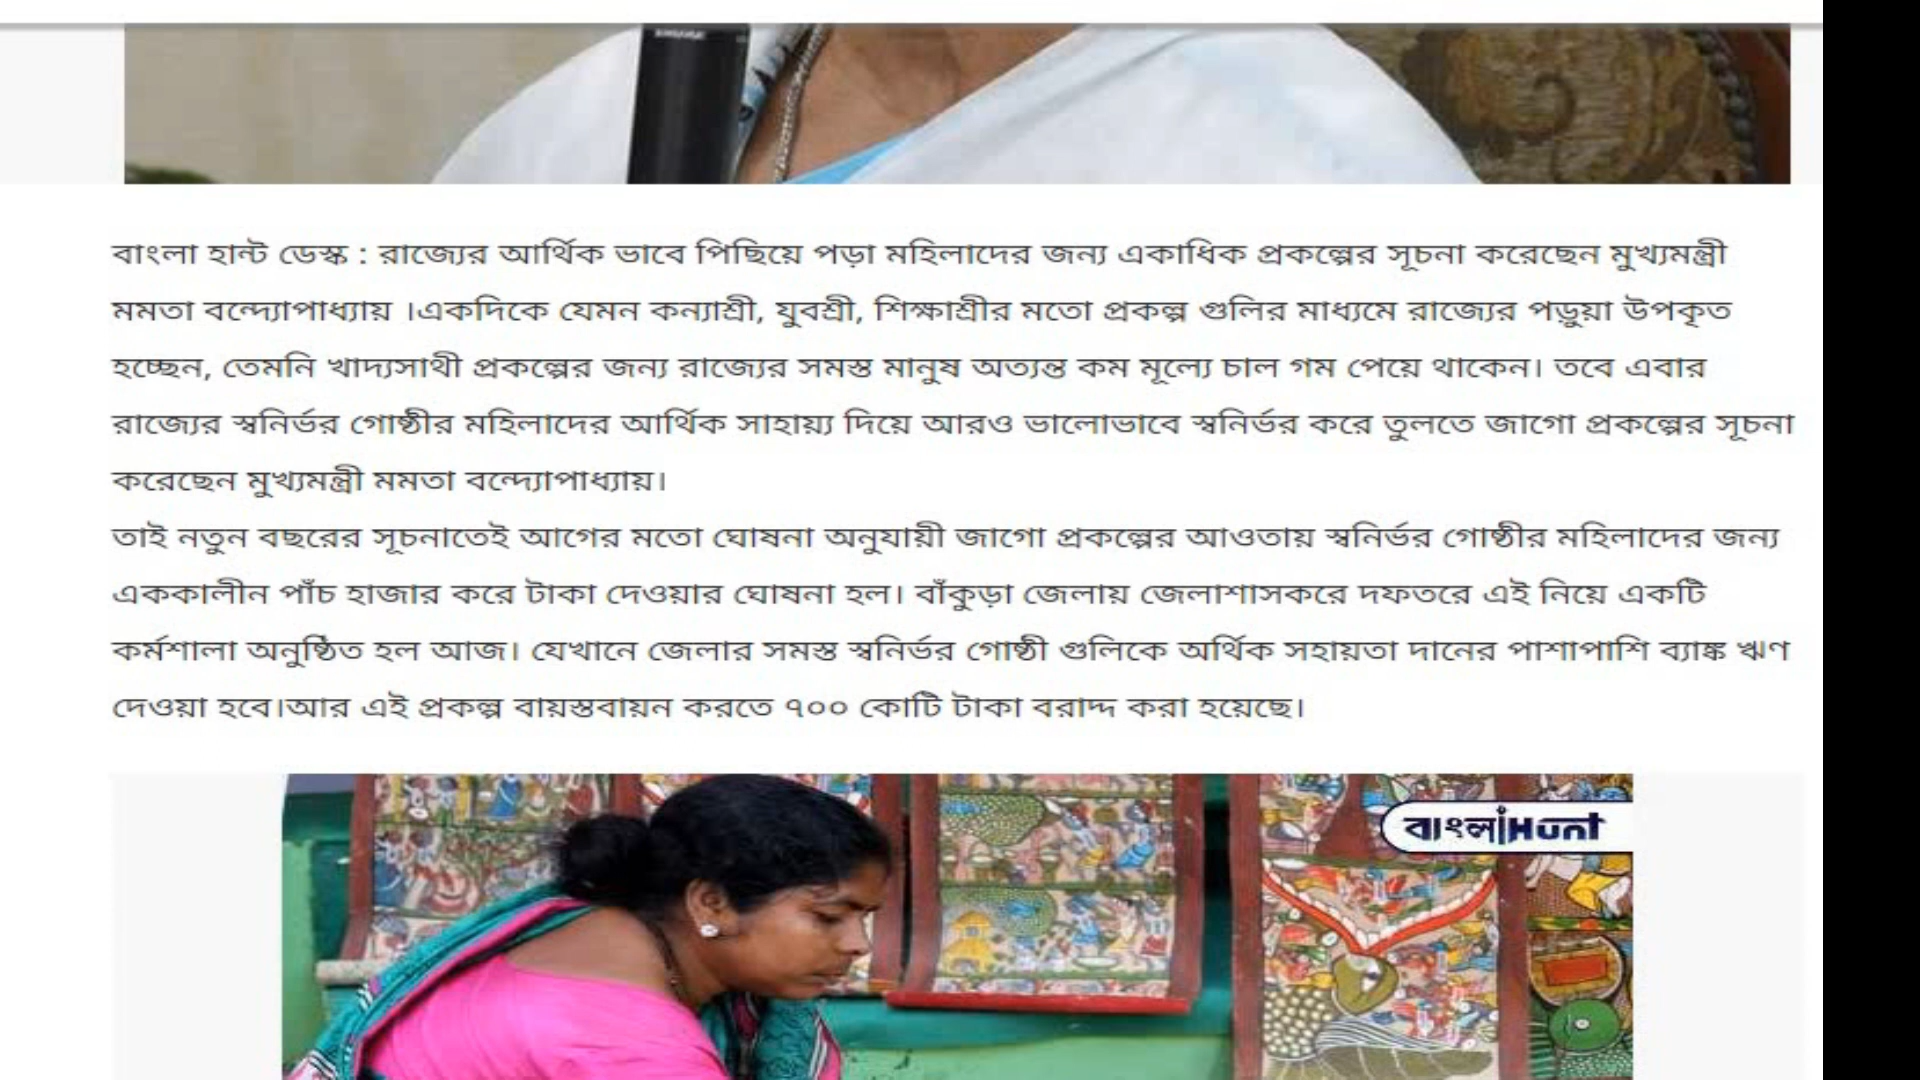 বাংলা হান্ট ডেস্ক : রাজ্যের আর্থিক ভাবে পিছিয়ে পড়া মহিলাদের জন্য একাধিক প্রকল্পের সূচনা করেছেন মুখ্যমন্ত্রী
মমতা বন্দ্যোপাধ্যায় ।একদিকে যেমন কন্যাশ্রী, যুবশ্রী, শিক্ষাশ্রীর মতো প্রকল্প গুলির মাধ্যমে রাজ্যের পড়ুয়া উপকৃত
হচ্ছেন, তেমনি খাদ্যসাথী প্রকল্পের জন্য রাজ্যের সমস্ত মানুষ অত্যন্ত কম মূল্যে চাল গম পেয়ে থাকেন। তবে এবার
রাজ্যের স্বনির্ভর গোষ্ঠীর মহিলাদের আর্থিক সাহায্য দিয়ে আরও ভালোভাবে স্বনির্ভর করে তুলতে জাগো প্রকল্পের সূচনা
করেছেন মুখ্যমন্ত্রী মমতা বন্দ্যোপাধ্যায়।
তাই নতুন বছরের সূচনাতেই আগের মতো ঘোষনা অনুযায়ী জাগো প্রকল্পের আওতায় স্বনির্ভর গোষ্ঠীর মহিলাদের জন্য
এককালীন পাঁচ হাজার করে টাকা দেওয়ার ঘোষনা হল। বাঁকুড়া জেলায় জেলাশাসকরে দফতরে এই নিয়ে একটি
কর্মশালা অনুষ্ঠিত হল আজ। যেখানে জেলার সমস্ত স্বনির্ভর গোষ্ঠী গুলিকে অর্থিক সহায়তা দানের পাশাপাশি ব্যাঙ্ক ঋণ
দেওয়া হবে।আর এই প্রকল্প বায়স্তবায়ন করতে ৭০০ কোটি টাকা বরাদ্দ করা হয়েছে।
বাংলাHunt